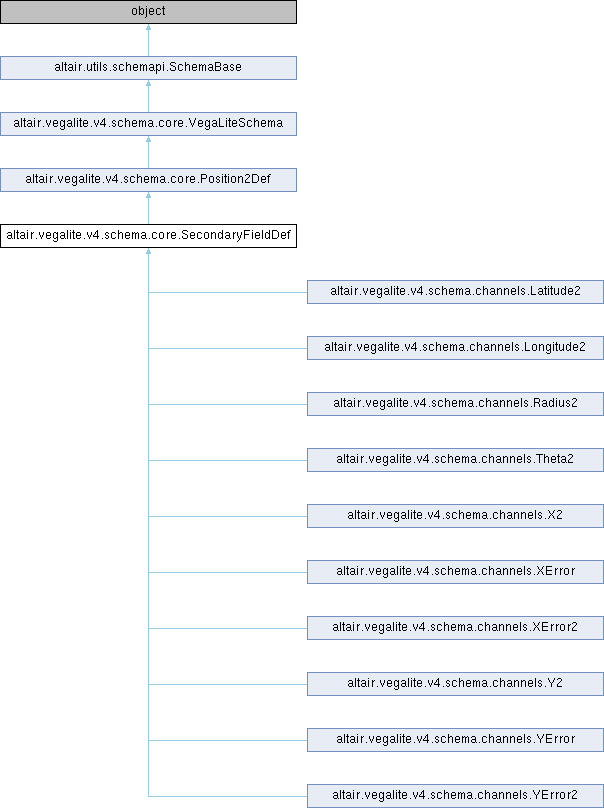 object
altair.utils.schemapi.SchemaBase
altair.vegalite.v4.schema.core.VegaLiteSchema
altair.vegalite.v4.schema.core.Position2Def
altair.vegalite.v4.schema.core.SecondaryFieldDef
altair.vegalite.v4.schema.channels.Latitude2
altair.vegalite.v4.schema.channels.Longitude2
altair.vegalite.v4.schema.channels.Radius2
altair.vegalite.v4.schema.channels.Theta2
altair.vegalite.v4.schema.channels.X2
altair.vegalite.v4.schema.channels.XError
altair.vegalite.v4.schema.channels.XError2
altair.vegalite.v4.schema.channels.Y2
altair.vegalite.v4.schema.channels.YError
altair.vegalite.v4.schema.channels.YError2